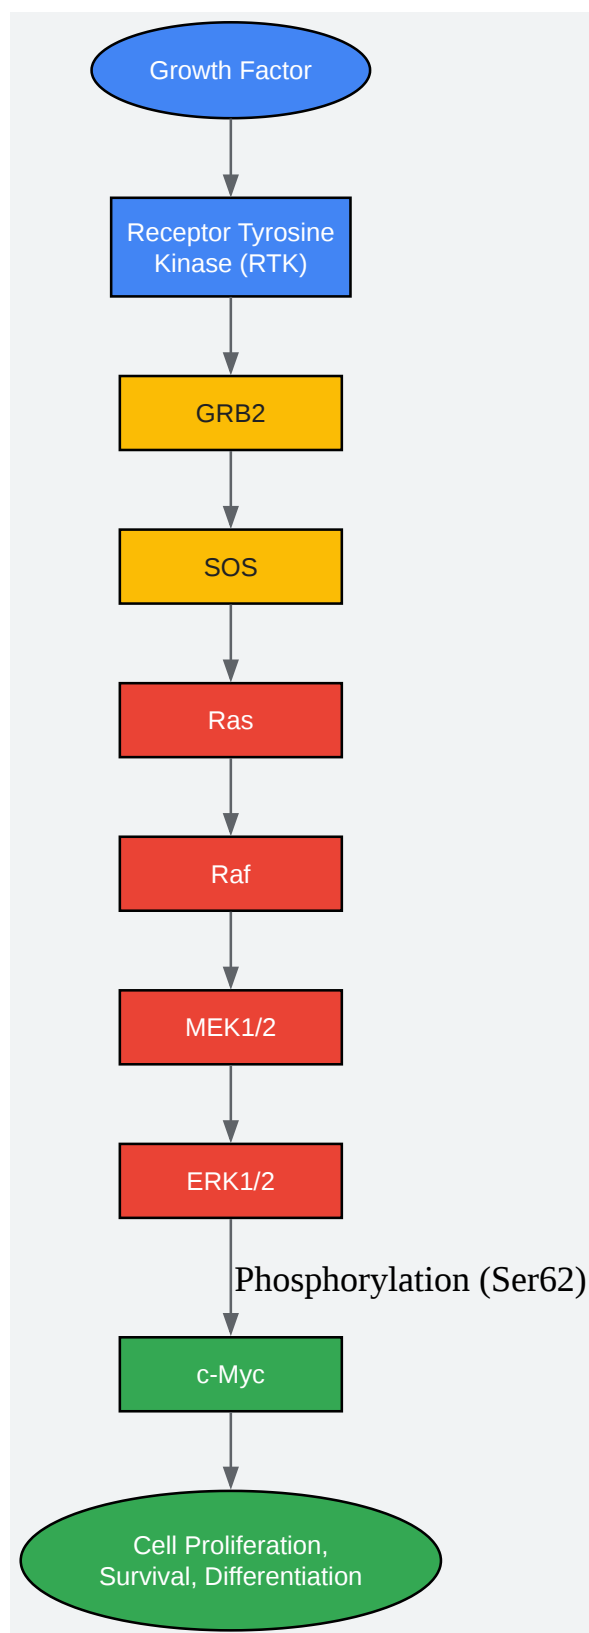 Growth Factor
Receptor Tyrosine
Kinase (RTK)
GRB2
SOS
Ras
Raf
MEK1/2
ERK1/2
Phosphorylation (Ser62)
c-Myc
Cell Proliferation,
Survival, Differentiation